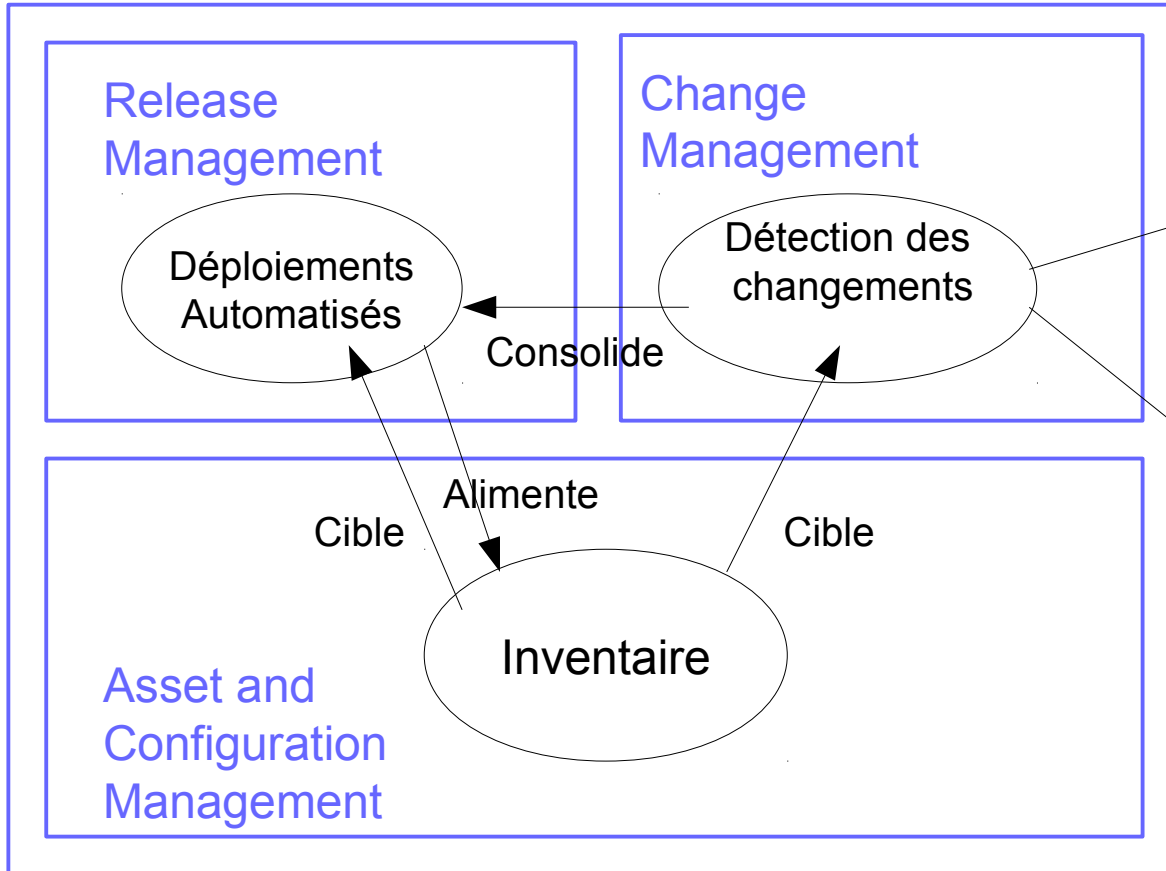 Release
Management
Change
Management
Déploiements
Automatisés
Détection des
changements
Consolide
Alimente
Cible
Cible
Inventaire
Asset and
Configuration
Management